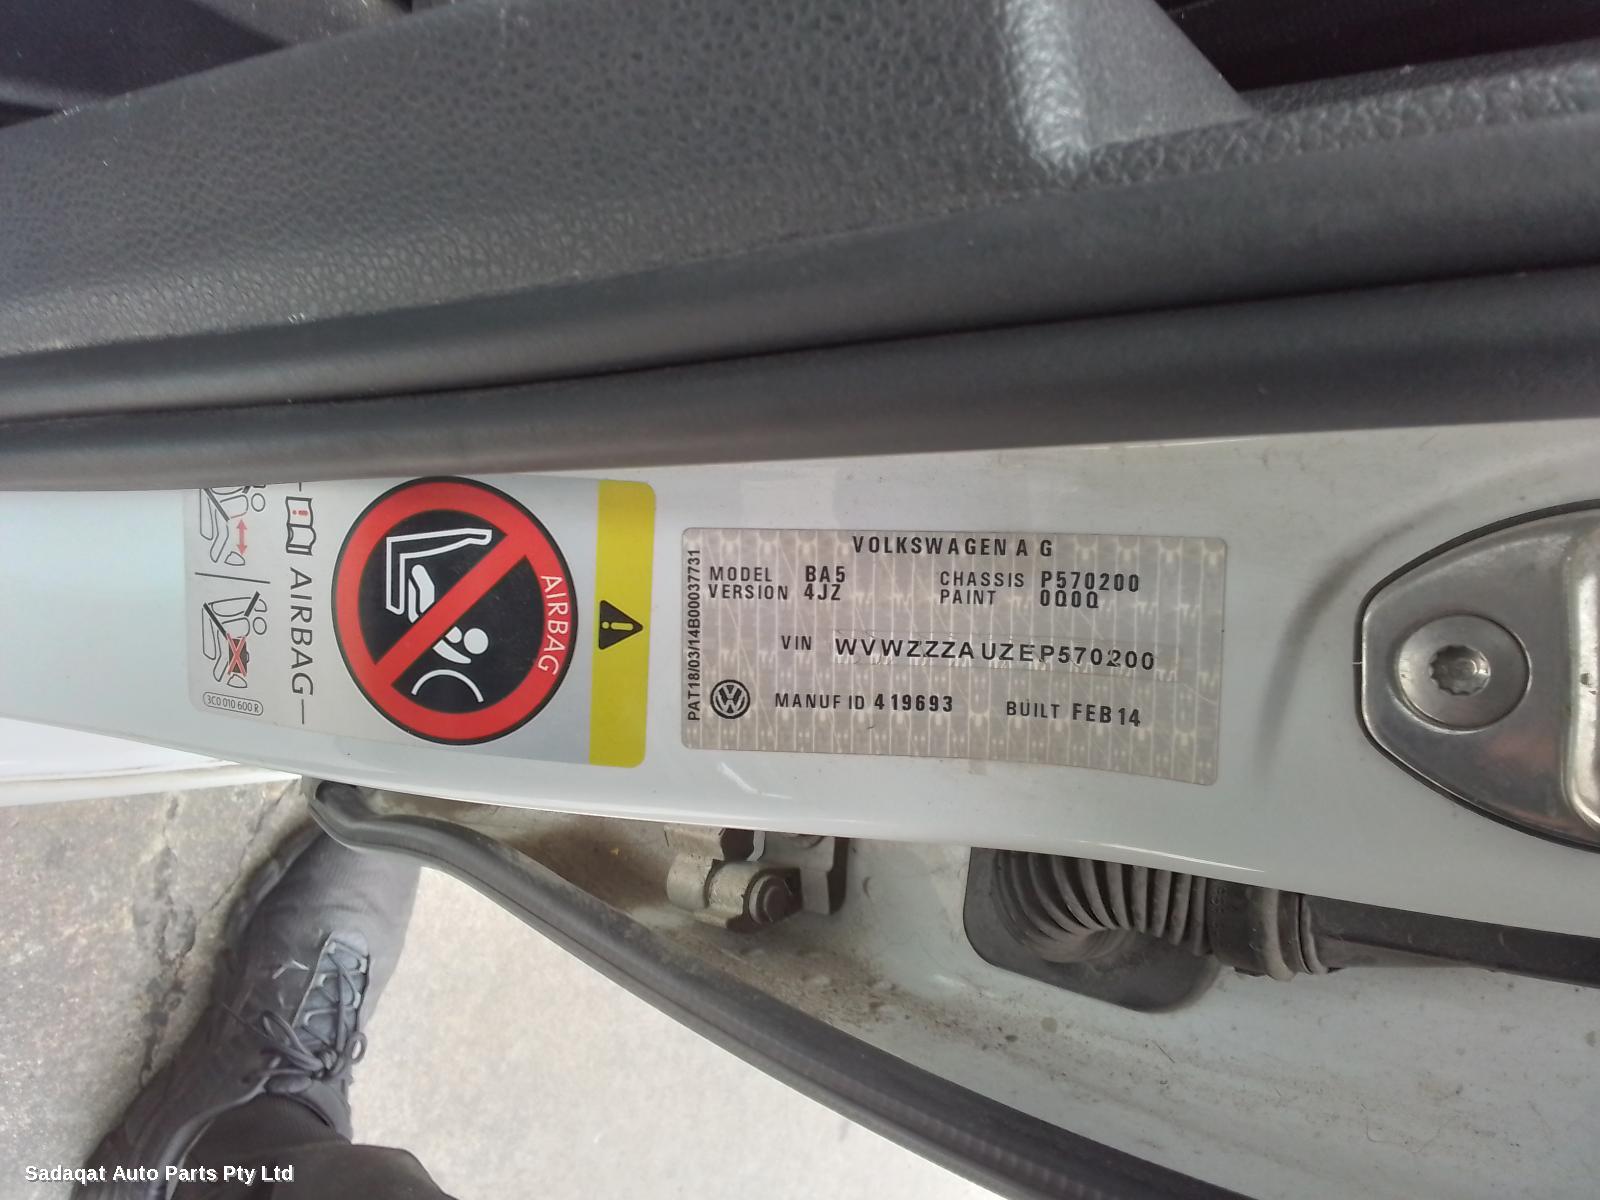 VOLKSWAGEN A G
MODEL BA5 CHASSIS P570200
VERSION 4JZ PAINT 0Q0Q
VIN WVWZZZAUZEP570200
MANUF ID 419693 BUILT FEB14
PAT18/03/14B00037731
AIRBAG
AIRBAG
3C0 010 600 R
Sadaqat Auto Parts Pty Ltd